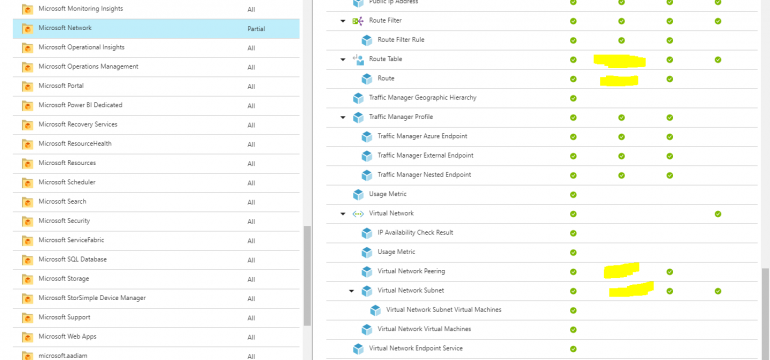 Microsoft Monitoring Insights All
Microsoft Network Partial
Microsoft Operational Insights All
Microsoft Operations Management All
Microsoft Portal All
Microsoft Power BI Dedicated All
Microsoft Recovery Services All
Microsoft ResourceHealth All
Microsoft Resources All
Microsoft Scheduler All
Microsoft Search All
Microsoft Security All
Microsoft ServiceFabric All
Microsoft SQL Database All
Microsoft Storage All
Microsoft StorSimple Device Manager All
Microsoft Support All
Microsoft Web Apps All
microsoft.aadiam All
Public Ip Address
Route Filter
Route Filter Rule
Route Table
Route
Traffic Manager Geographic Hierarchy
Traffic Manager Profile
Traffic Manager Azure Endpoint
Traffic Manager External Endpoint
Traffic Manager Nested Endpoint
Usage Metric
Virtual Network
IP Availability Check Result
Usage Metric
Virtual Network Peering
Virtual Network Subnet
Virtual Network Subnet Virtual Machines
Virtual Network Virtual Machines
Virtual Network Endpoint Service